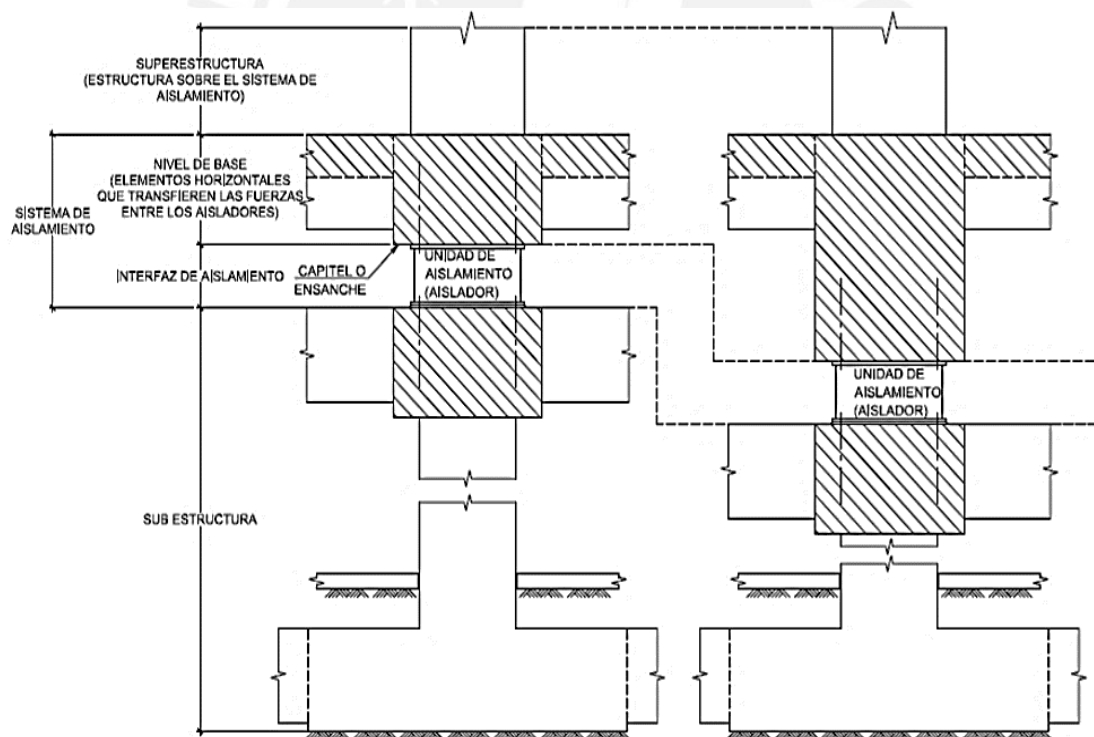 SUPERESTRUCTURA
(ESTRUCTURA SOBRE EL SISTEMA DE
AISLAMIENTO)
NIVEL DE BASE
(ELEMENTOS HORIZONTALES
QUE TRANSFIEREN LAS FUERZAS
ENTRE LOS AISLADORES)
SISTEMA DE
AISLAMIENTO
INTERFAZ DE AISLAMIENTO
CAPITEL O
ENSANCHE
UNIDAD DE
AISLAMIENTO
(AISLADOR)
UNIDAD DE
AISLAMIENTO
(AISLADOR)
SUB ESTRUCTURA